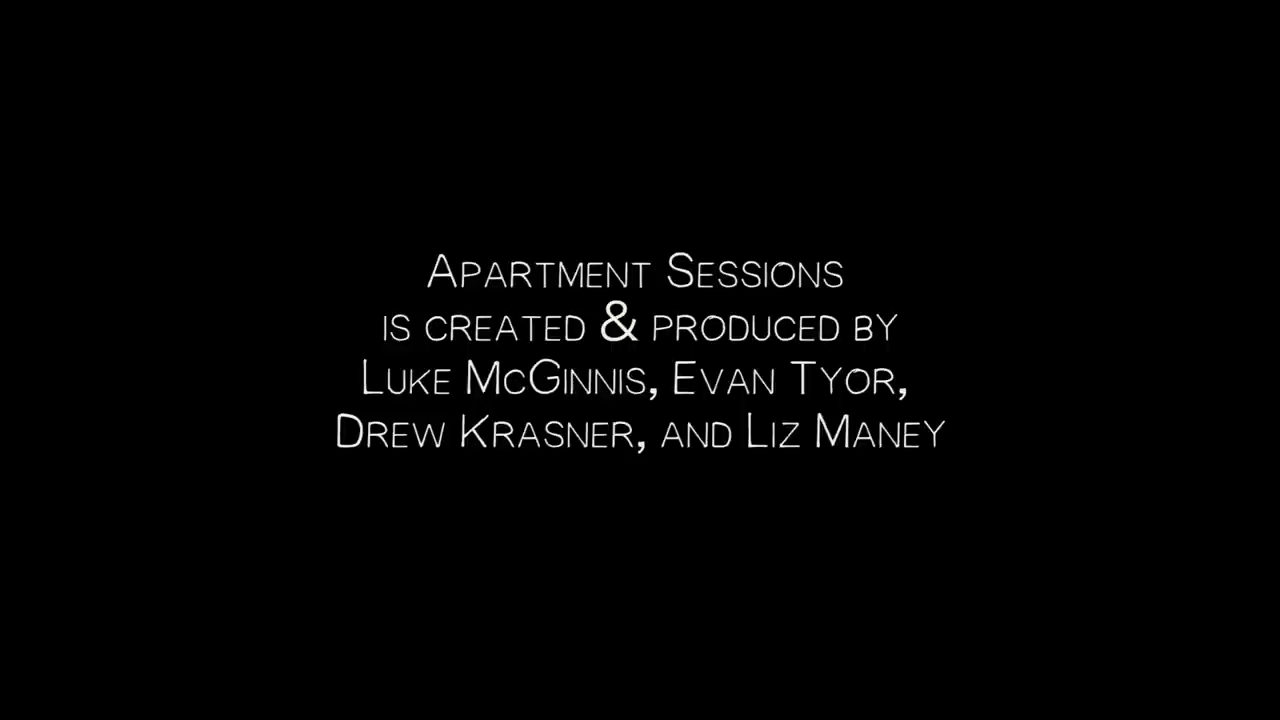 Apartment Sessions
is created & produced by
Luke McGinnis, Evan Tyor,
Drew Krasner, and Liz Maney